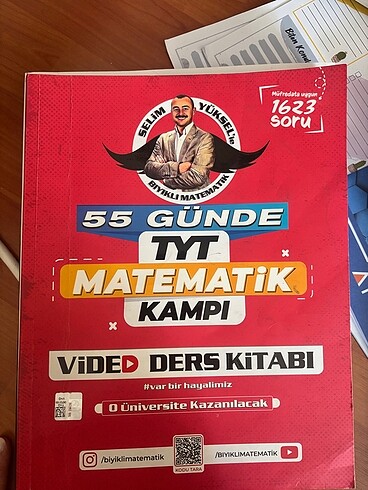 Müfredata uygun
1623
soru
SELİM YÜKSEL'le
BIYIKLI MATEMATİK
55 GÜNDE
TYT
MATEMATİK
KAMPI
VİDEO DERS KİTABI
#var bir hayalimiz
O Üniversite Kazanılacak
/biyiklimatematik
KODU TARA
/BIYIKLIMATEMATİK